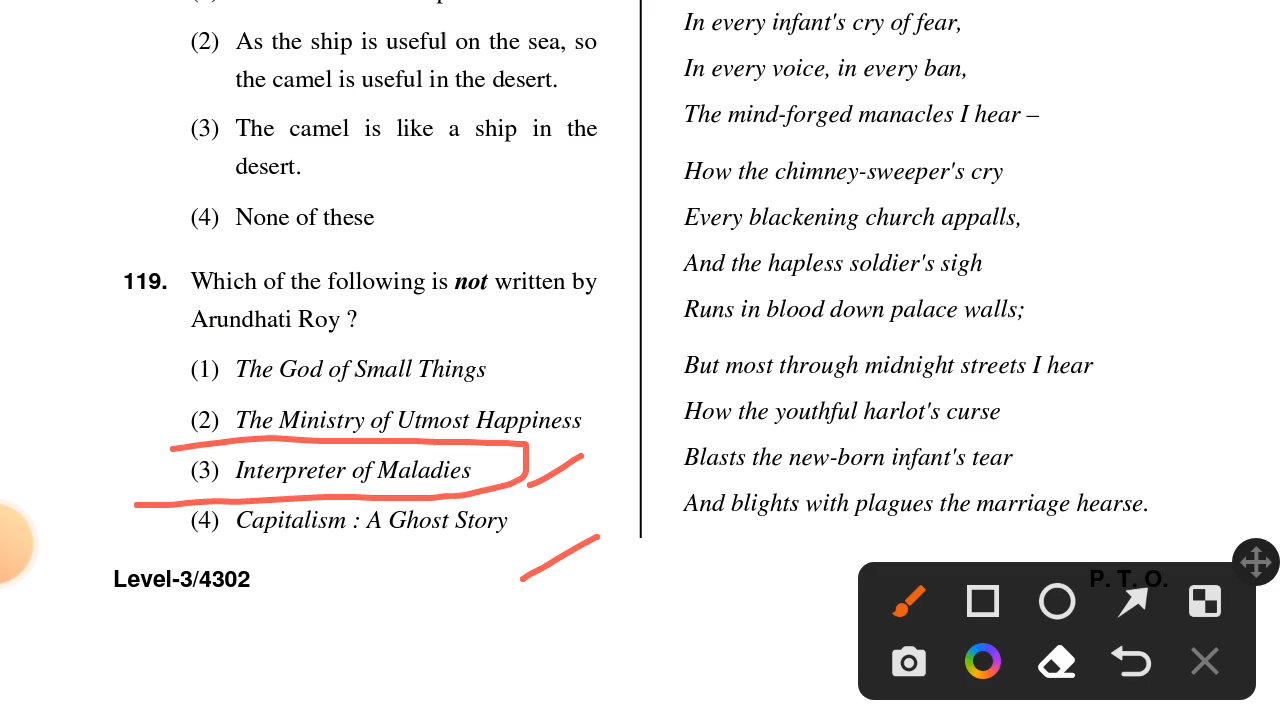 (2) As the ship is useful on the sea, so
the camel is useful in the desert.
(3) The camel is like a ship in the
desert.
(4) None of these
119. Which of the following is not written by
Arundhati Roy ?
(1) The God of Small Things
(2) The Ministry of Utmost Happiness
(3) Interpreter of Maladies
(4) Capitalism : A Ghost Story
Level-3/4302
In every infant's cry of fear,
In every voice, in every ban,
The mind-forged manacles I hear –
How the chimney-sweeper's cry
Every blackening church appalls,
And the hapless soldier's sigh
Runs in blood down palace walls;
But most through midnight streets I hear
How the youthful harlot's curse
Blasts the new-born infant's tear
And blights with plagues the marriage hearse.
P. T. O.